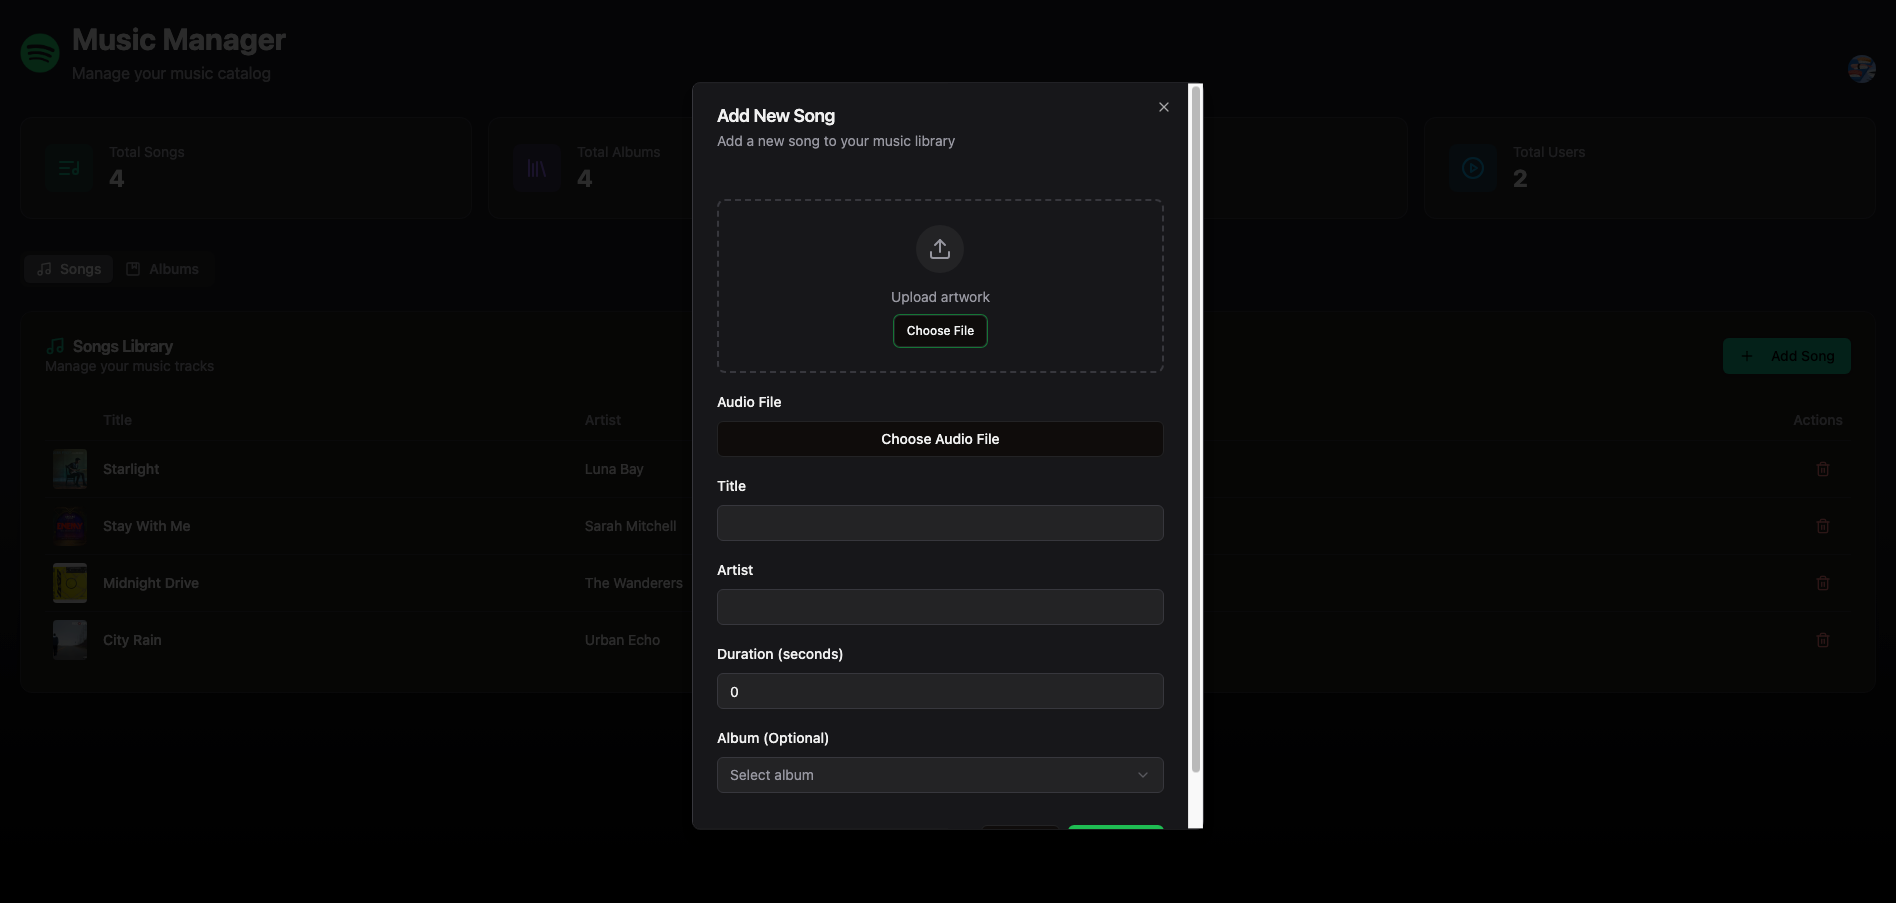 Music Manager
Manage your music catalog
Total Songs
4
Total Albums
4
Total Users
2
Songs
Albums
Songs Library
Manage your music tracks
Add Song
Title
Artist
Actions
Starlight
Luna Bay
Stay With Me
Sarah Mitchell
Midnight Drive
The Wanderers
City Rain
Urban Echo
Add New Song
Add a new song to your music library
Upload artwork
Choose File
Audio File
Choose Audio File
Title
Artist
Duration (seconds)
0
Album (Optional)
Select album